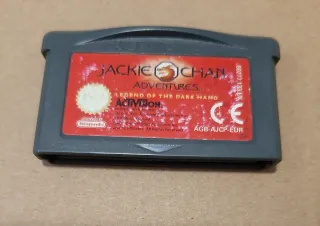 JACKIE CHAN
ADVENTURES
LEGEND OF THE DARK HAND
ACTIVISION
Nintendo
CE
AGB-AJCP-EUR